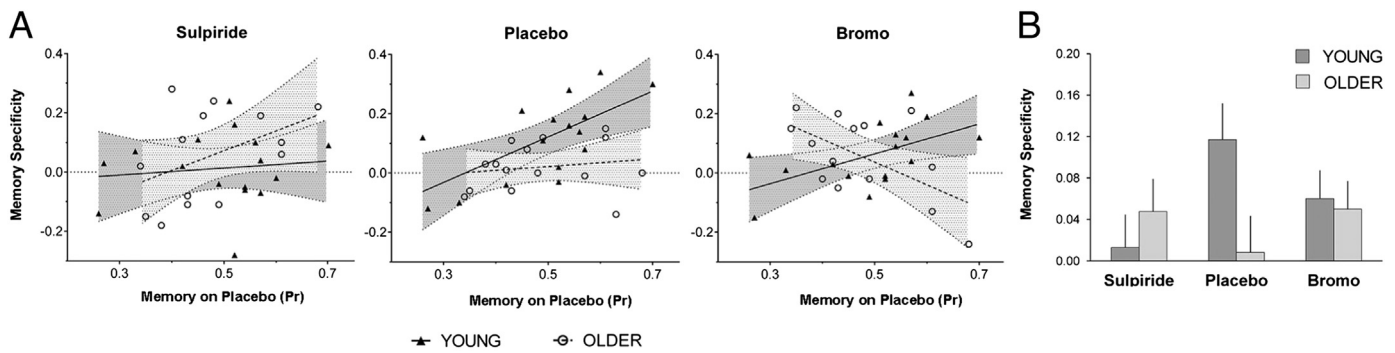 A
Sulpiride
Placebo
Bromo
Memory Specificity
0.4
0.2
0.0
-0.2
0.3
0.5
0.7
Memory on Placebo (Pr)
0.4
0.2
0.0
-0.2
0.3
0.5
0.7
Memory on Placebo (Pr)
0.4
0.2
0.0
-0.2
0.3
0.5
0.7
Memory on Placebo (Pr)
YOUNG
OLDER
B
Memory Specificity
0.20
0.16
0.12
0.08
0.04
0.00
YOUNG
OLDER
Sulpiride
Placebo
Bromo